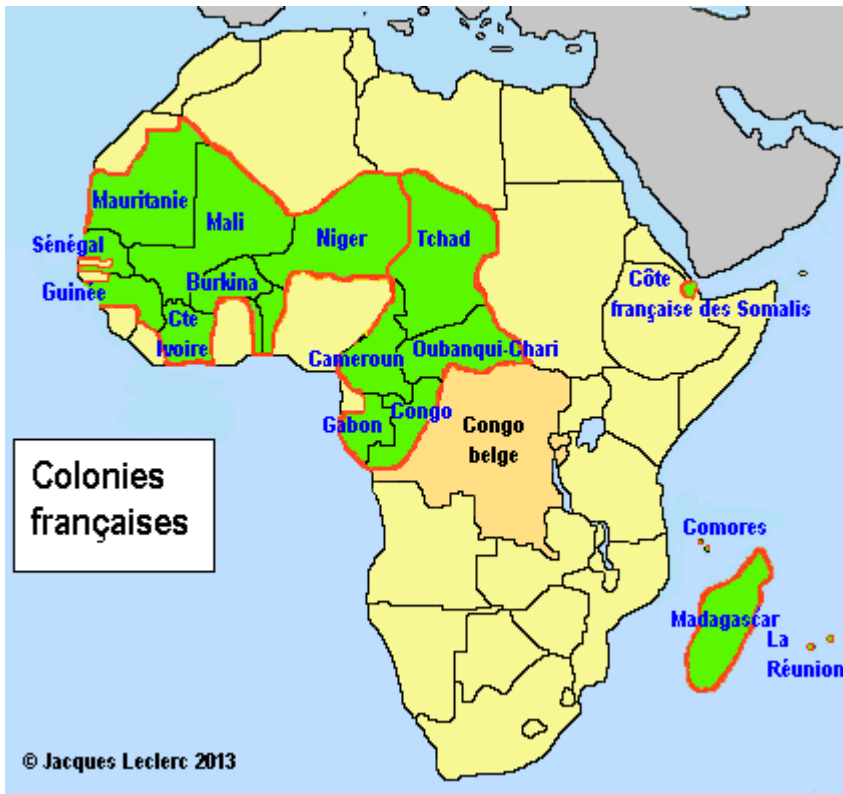 Mauritanie
Mali
Niger
Tchad
Sénégal
Guinée
Burkina
Cte
Ivoire
Côte
française des Somalis
Cameroun
Oubanqui-Chari
Gabon
Congo
Congo
belge
Colonies
françaises
Comores
Madagascar
La
Réunion
© Jacques Leclerc 2013